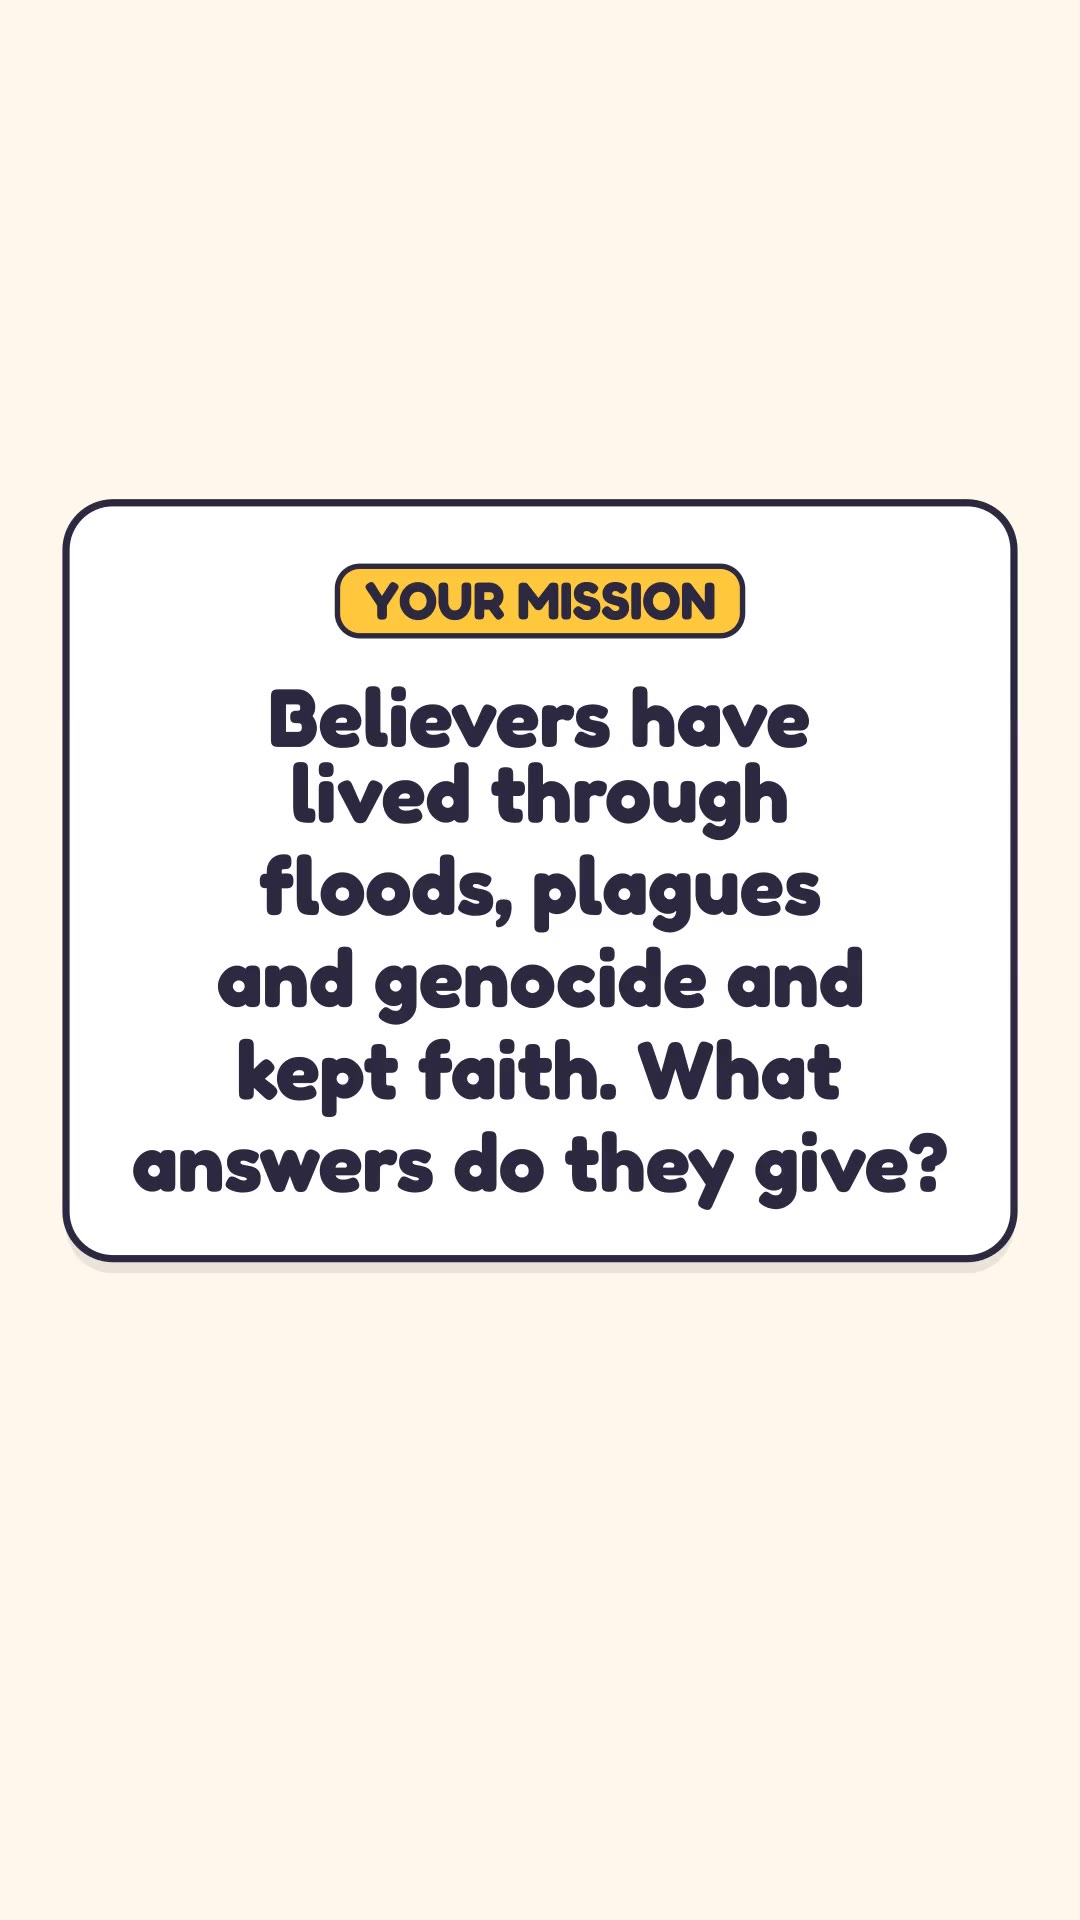 YOUR MISSION
Believers have
lived through
floods, plagues
and genocide and
kept faith. What
answers do they give?